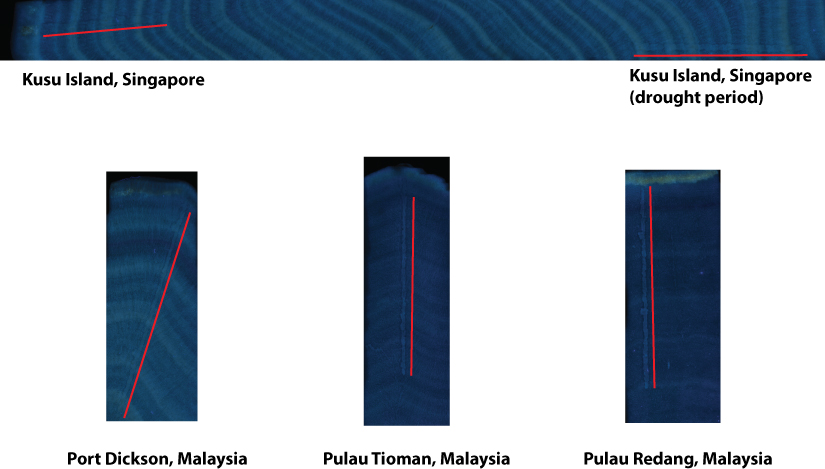 Kusu Island, Singapore
Kusu Island, Singapore
(drought period)
Port Dickson, Malaysia
Pulau Tioman, Malaysia
Pulau Redang, Malaysia